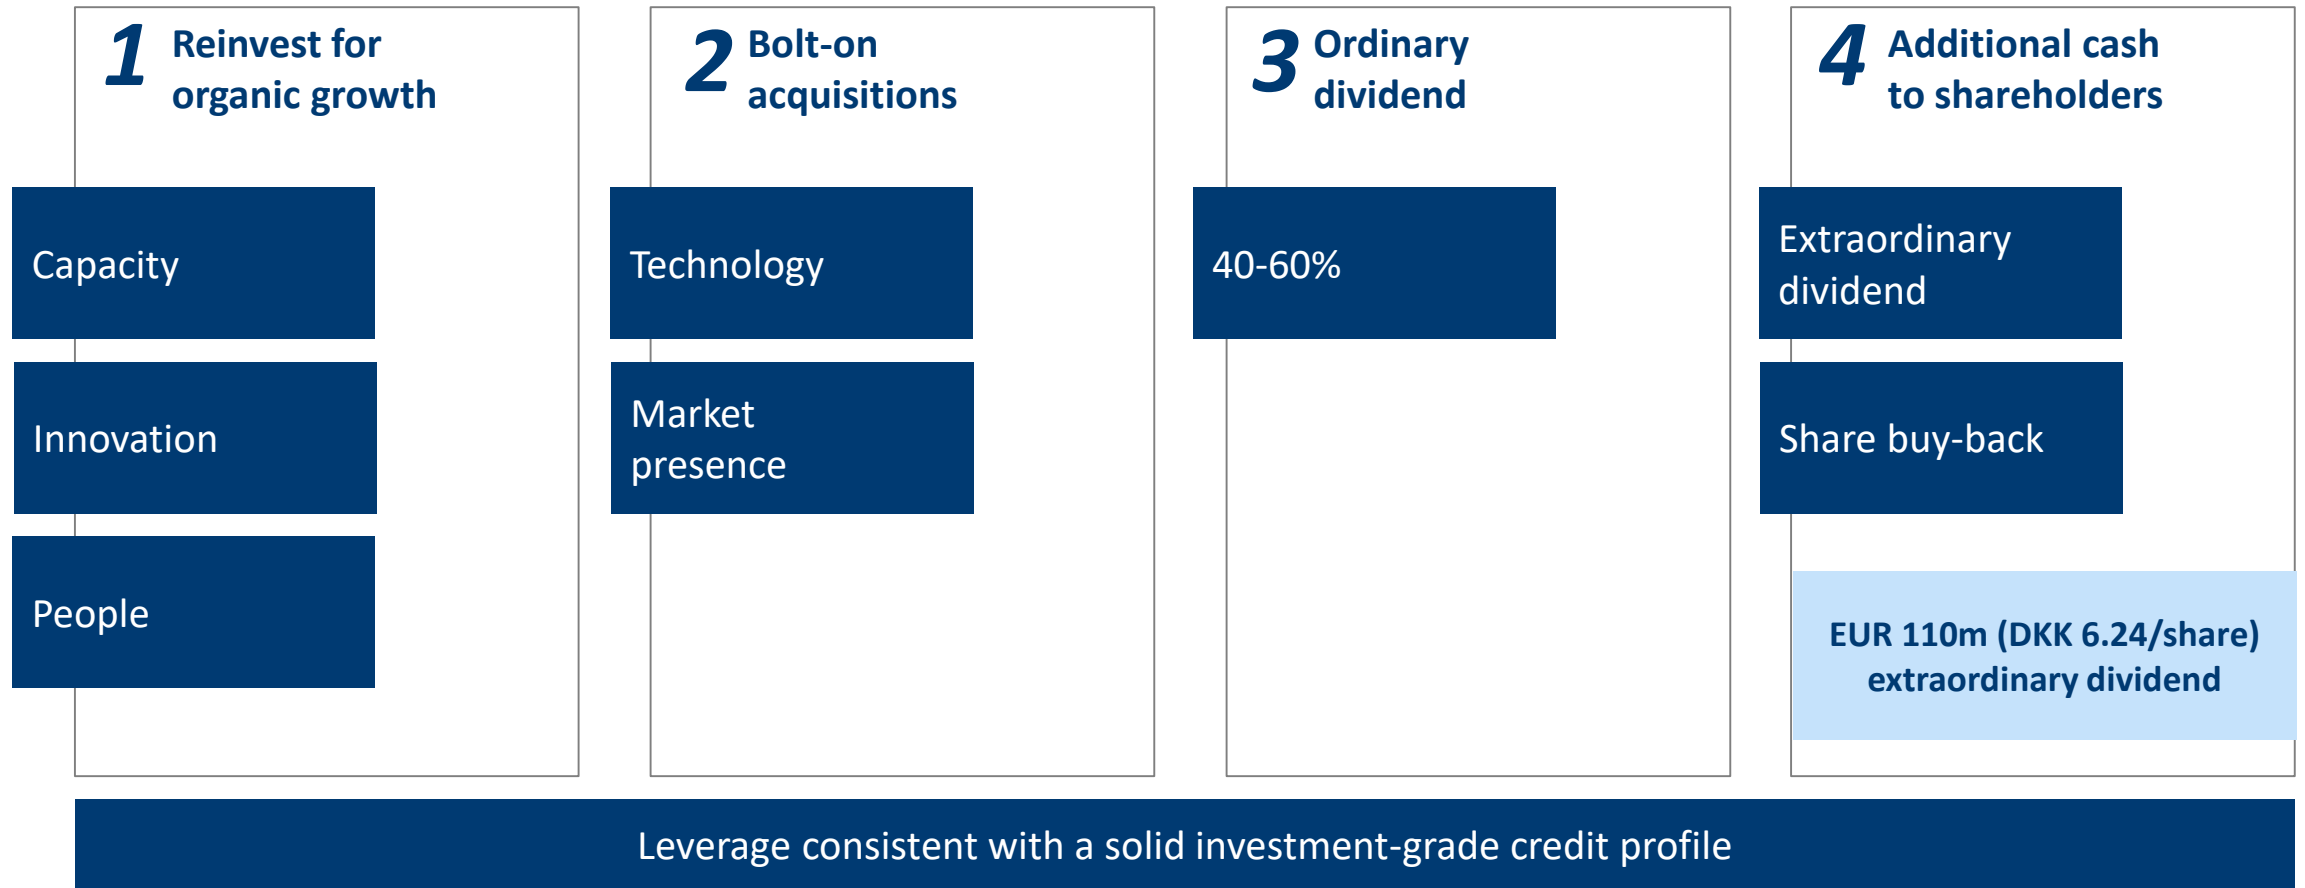 1
Reinvest for
organic growth
Capacity
Innovation
People
2
Bolt-on
acquisitions
Technology
Market
presence
3
Ordinary
dividend
40-60%
4
Additional cash
to shareholders
Extraordinary
dividend
Share buy-back
EUR 110m (DKK 6.24/share)
extraordinary dividend
Leverage consistent with a solid investment-grade credit profile